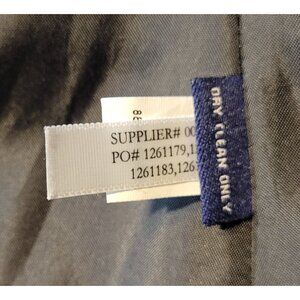 SUPPLIER# 00
PO# 1261179,1
1261183,126
DRY CLEAN ONLY